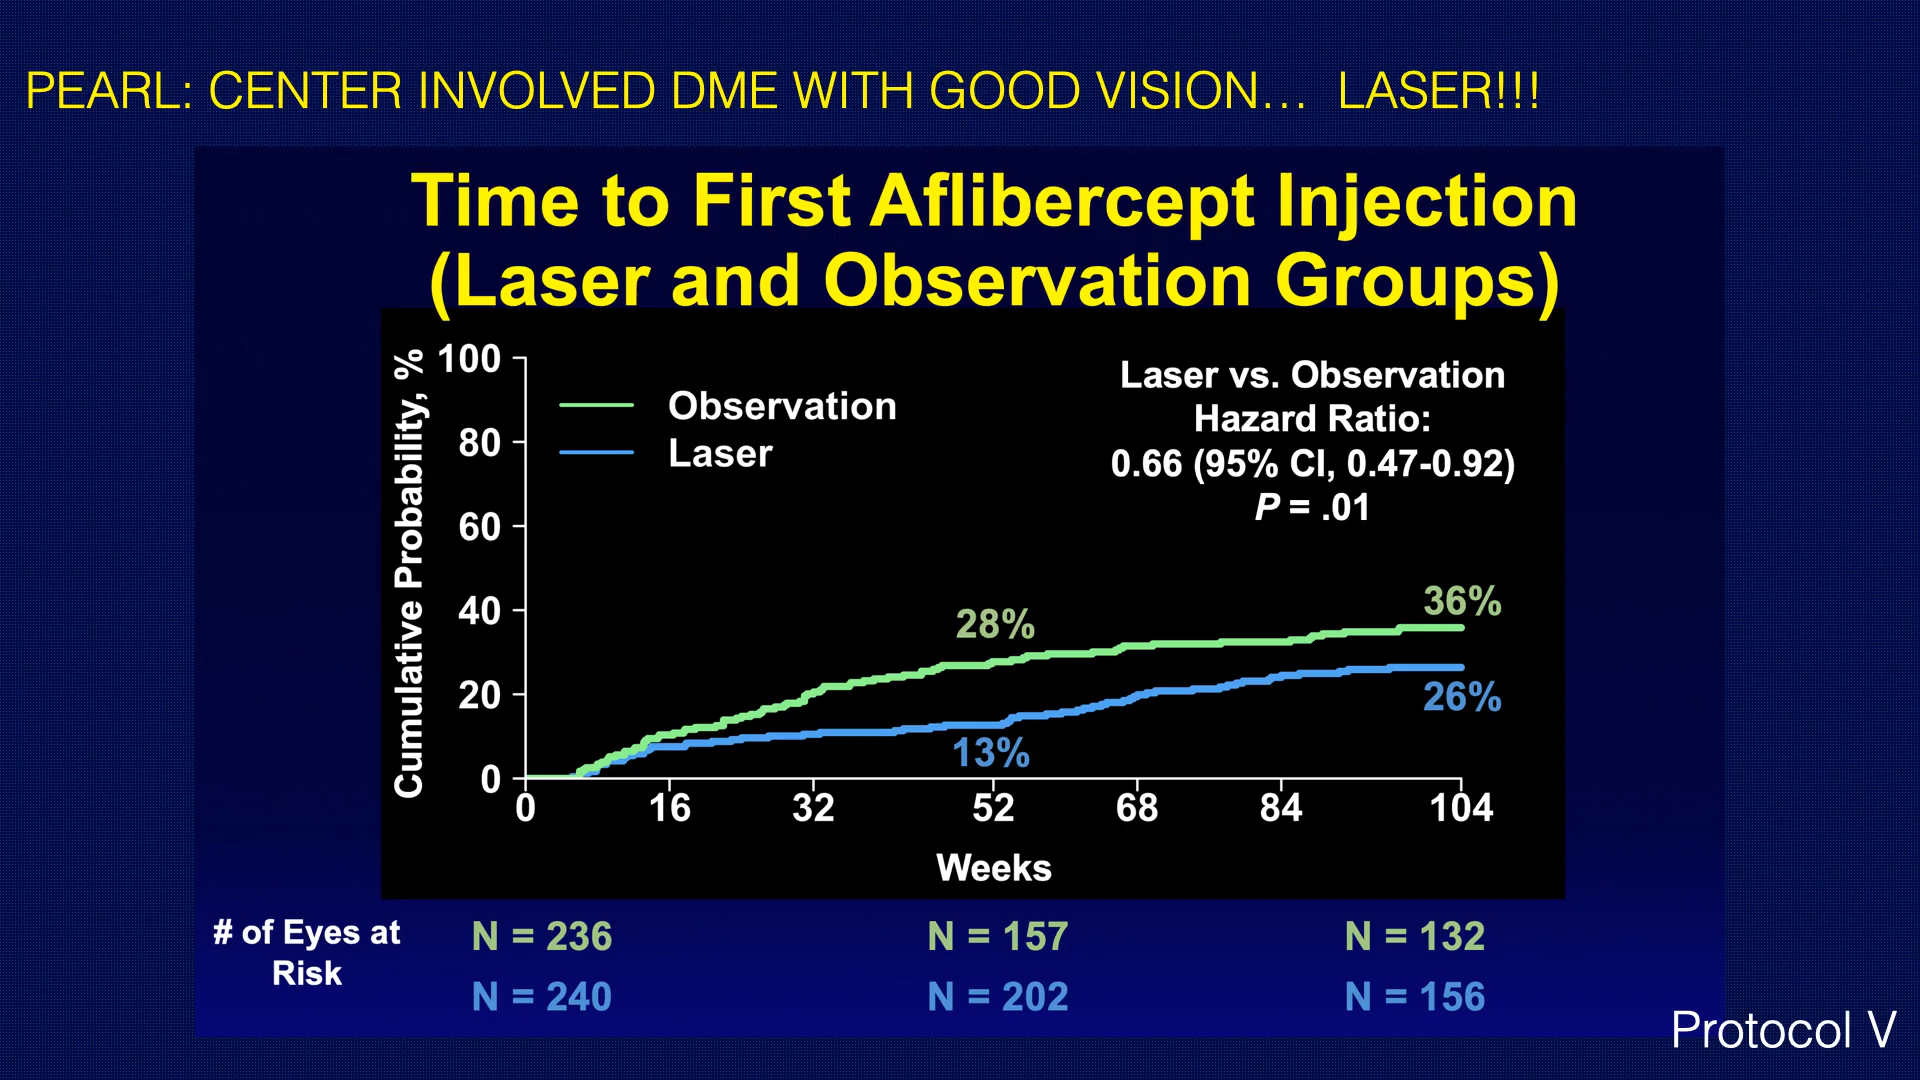 PEARL: CENTER INVOLVED DME WITH GOOD VISION… LASER!!!
Time to First Aflibercept Injection
(Laser and Observation Groups)
Cumulative Probability, %
100
80
60
40
20
0
Observation
Laser
Laser vs. Observation
Hazard Ratio:
0.66 (95% CI, 0.47-0.92)
P = .01
28%
36%
13%
26%
0 16 32 52 68 84 104
Weeks
# of Eyes at
Risk
N = 236 N = 157 N = 132
N = 240 N = 202 N = 156
Protocol V